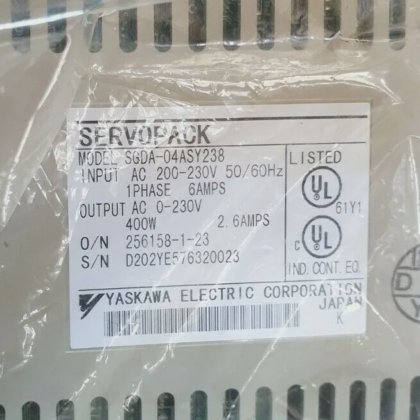 SERVOPACK
MODEL SGDA-04ASY238
INPUT AC 200-230V 50/60Hz
1PHASE 6AMPS
OUTPUT AC 0-230V
400W 2.6AMPS
O/N 256158-1-23
S/N D202YE576320023
LISTED
UL
61Y1
C UL
IND. CONT. EQ.
YASKAWA ELECTRIC CORPORATION
JAPAN
K
D
Y